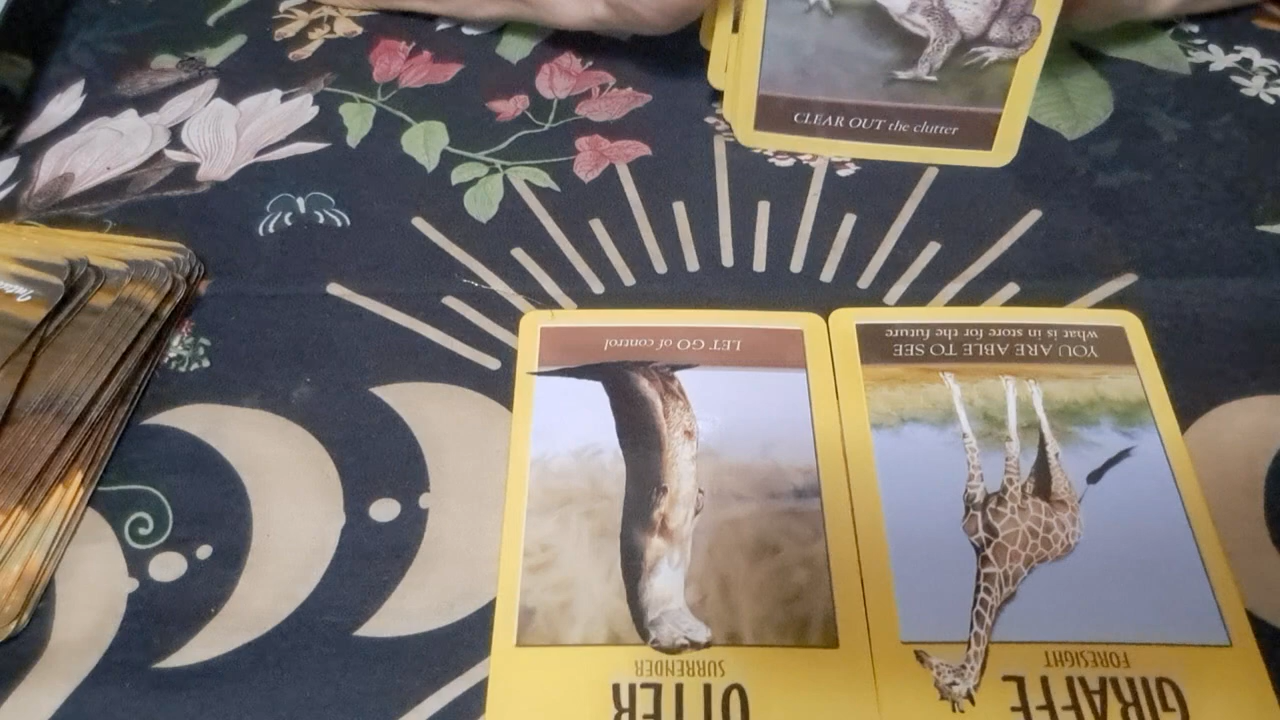 CLEAR OUT the clutter
LET GO of control
SURRENDER
OTTER
YOU ARE ABLE TO SEE
what is in store for the future
FORESIGHT
GIRAFFE